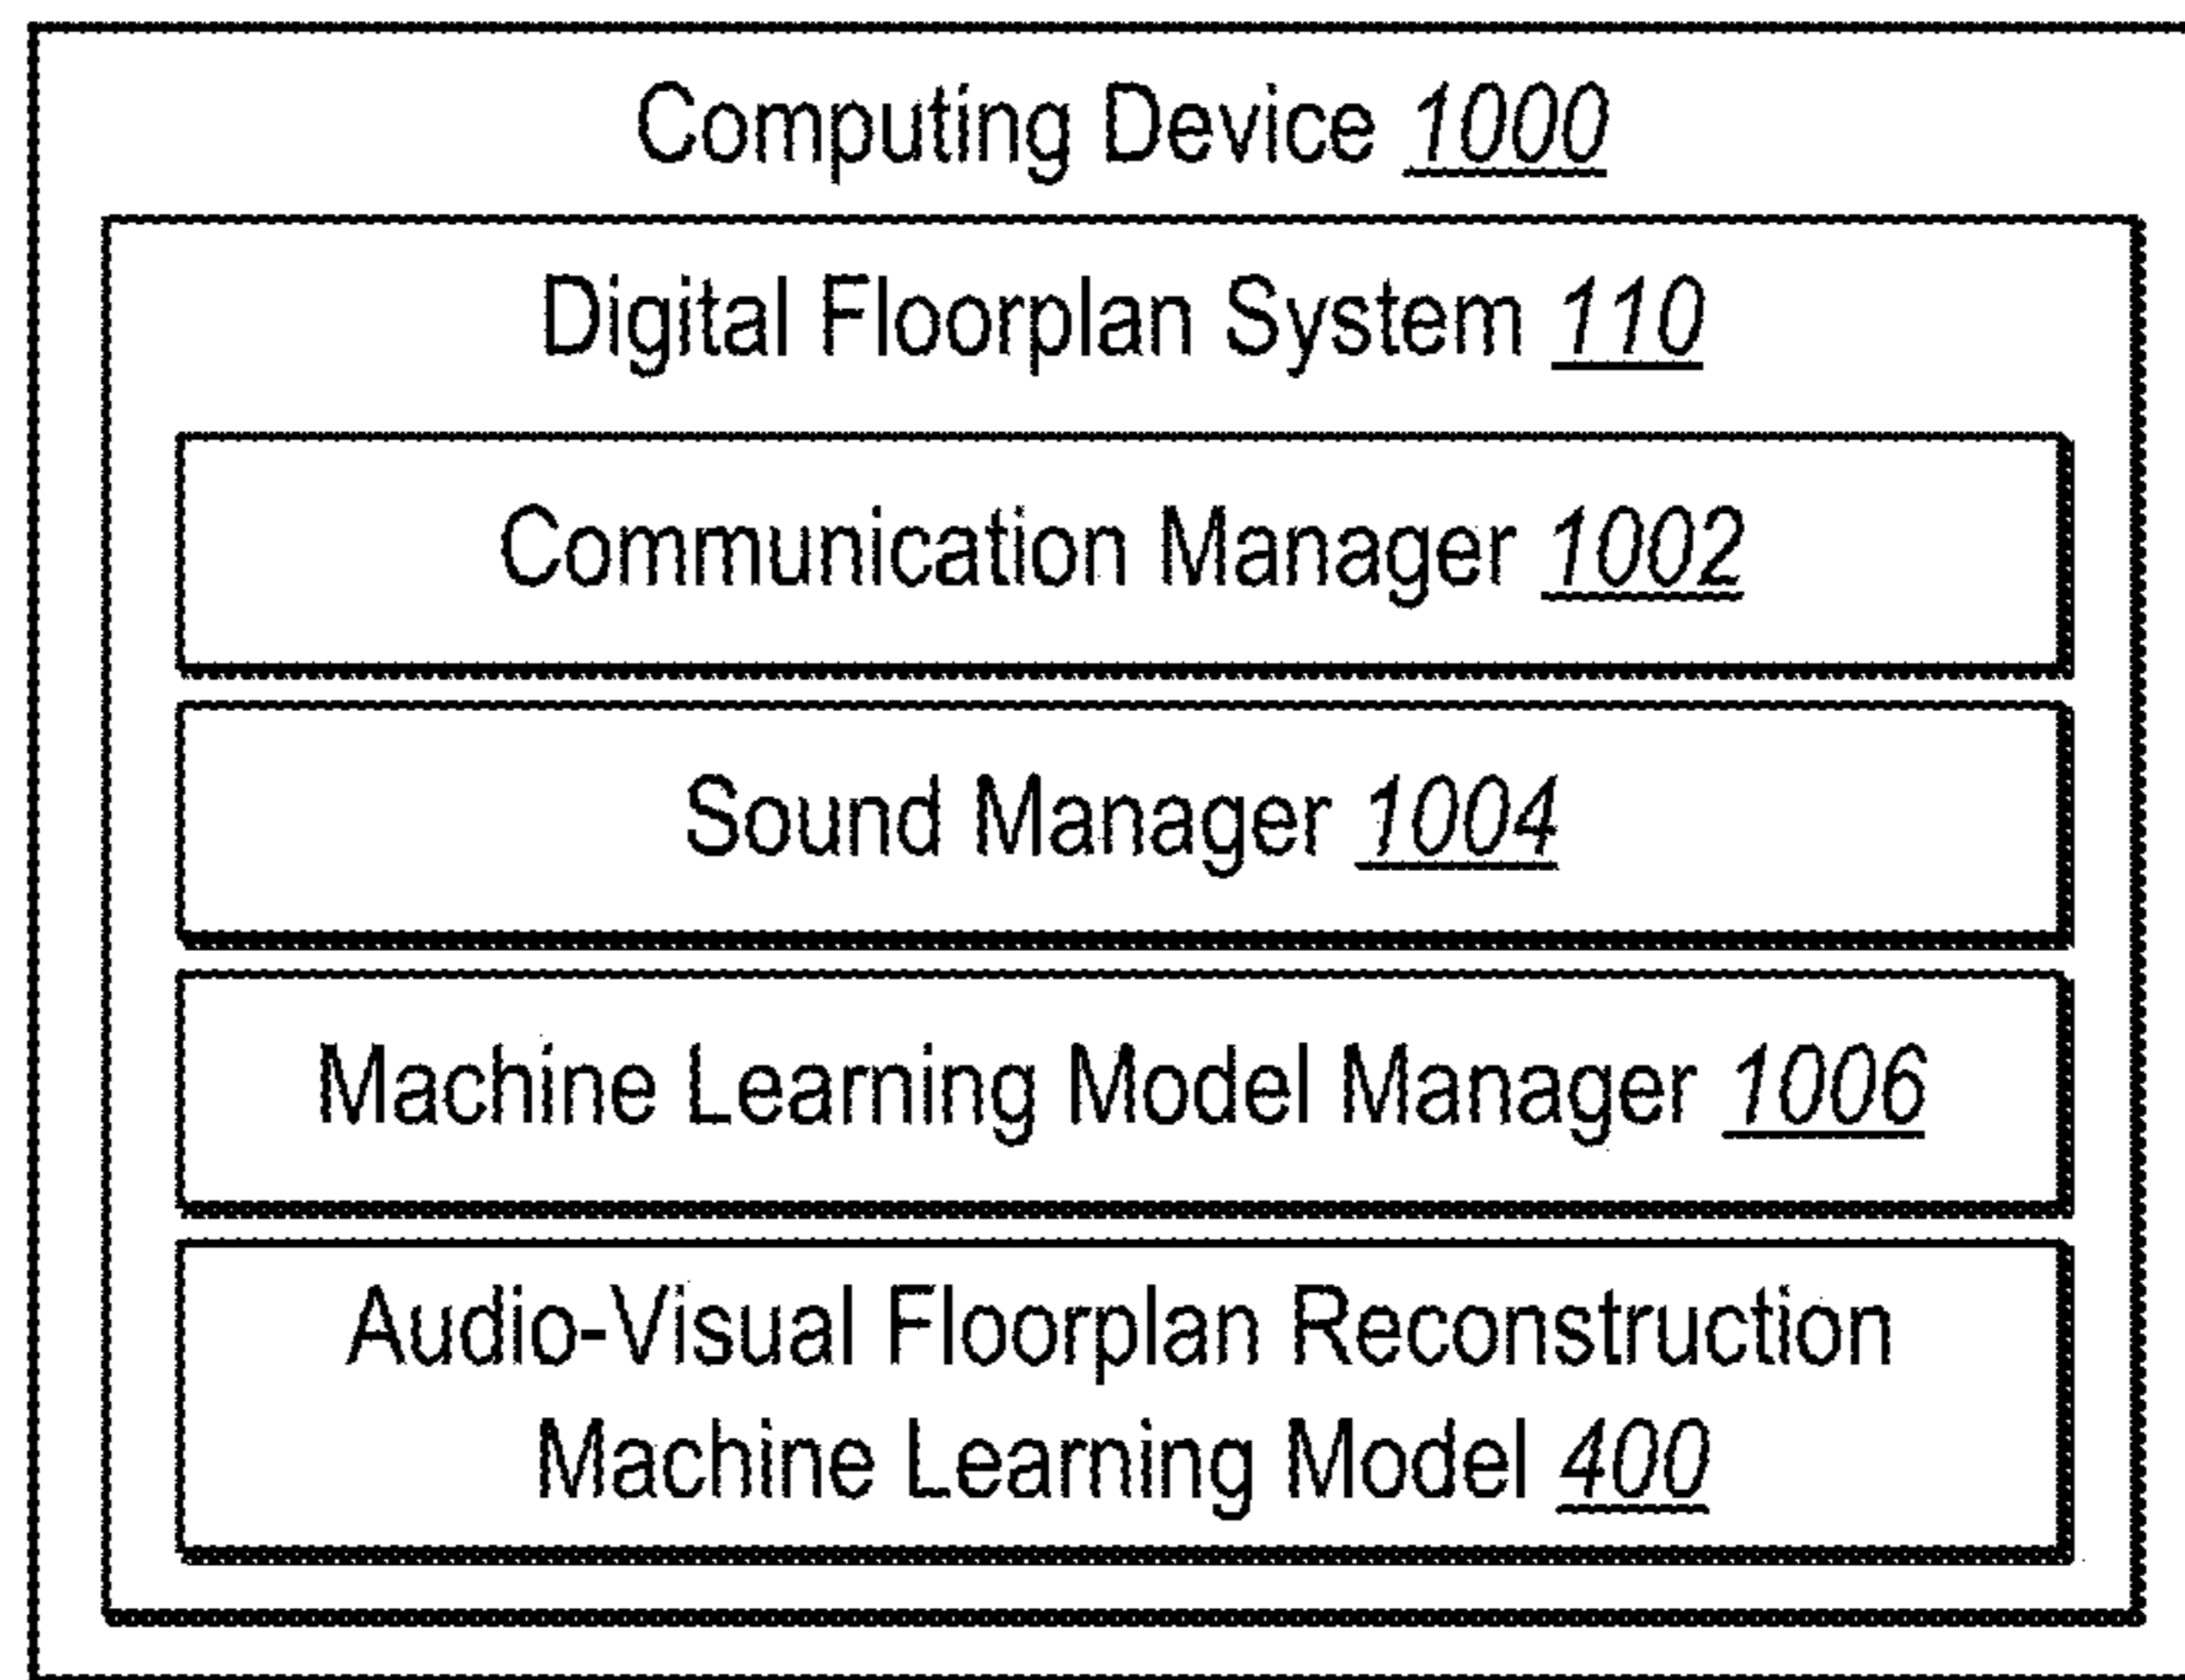 Computing Device 1000
Digital Floorplan System 110
Communication Manager 1002
Sound Manager 1004
Machine Learning Model Manager 1006
Audio-Visual Floorplan Reconstruction
Machine Learning Model 400